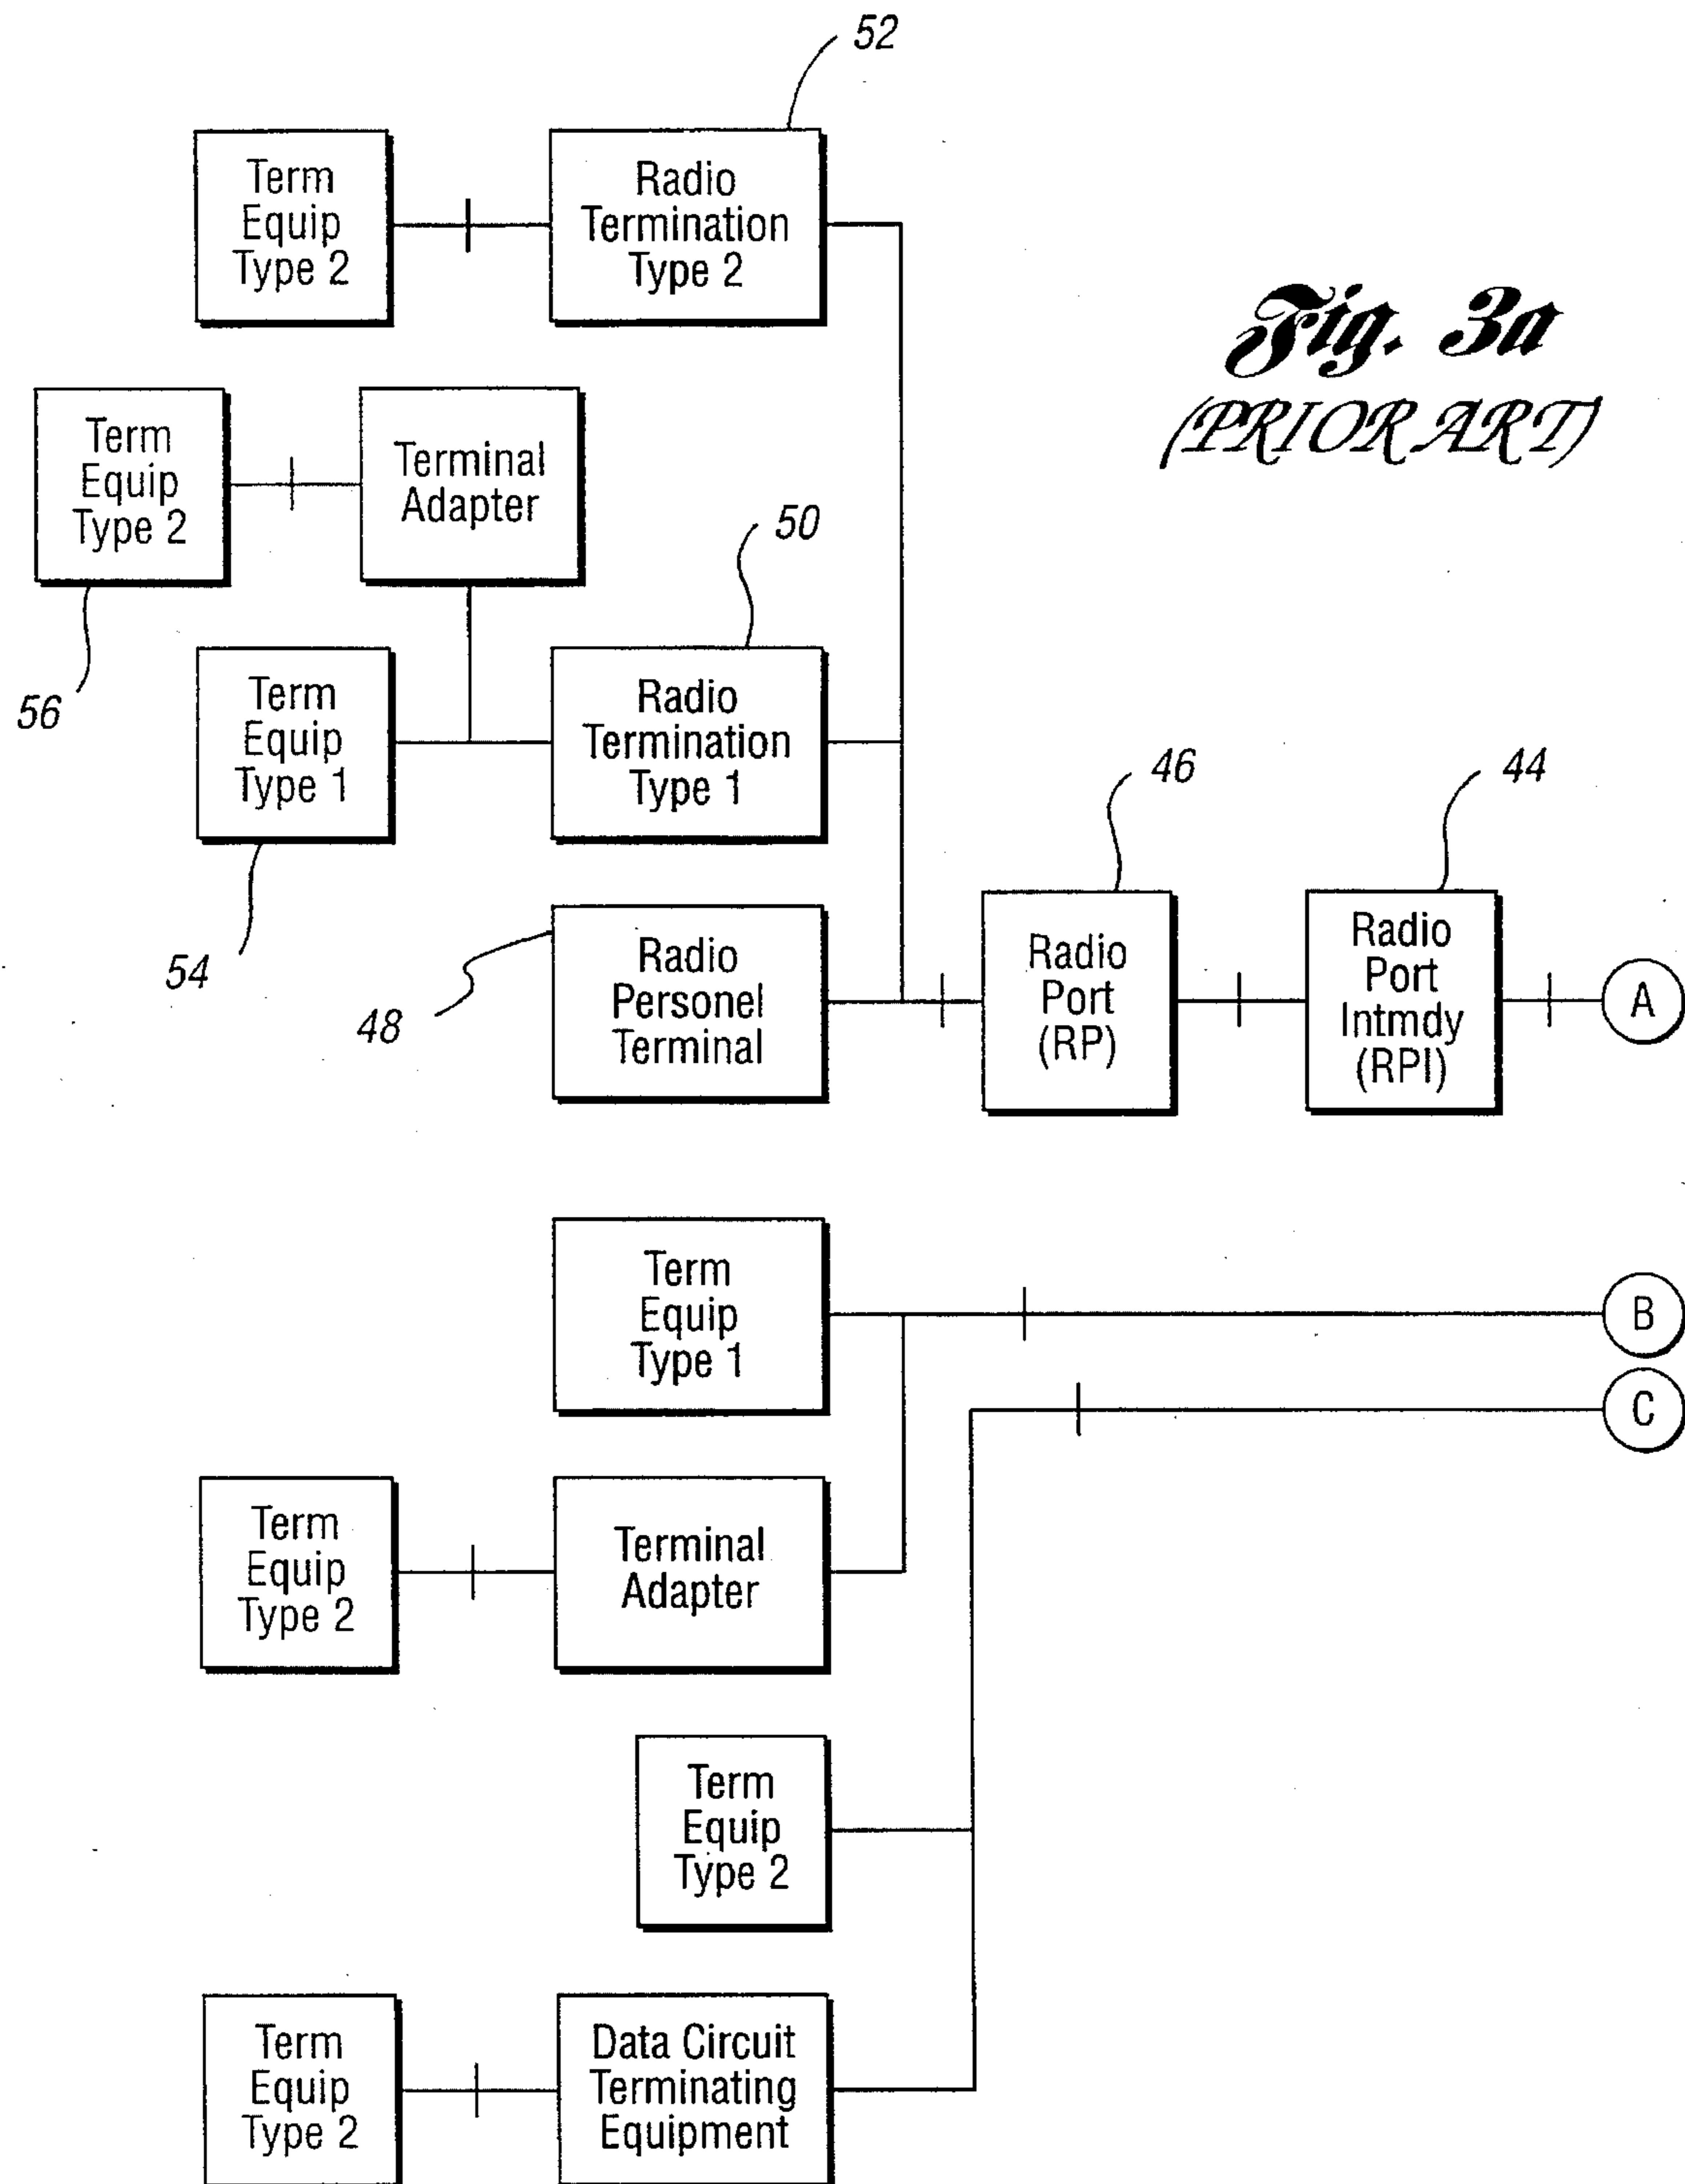 52
Term
Equip
Type 2
Radio
Termination
Type 2
Fig. 3a
(PRIOR ART)
Term
Equip
Type 2
Terminal
Adapter
50
56
Term
Equip
Type 1
Radio
Termination
Type 1
46
44
54
48
Radio
Personel
Terminal
Radio
Port
(RP)
Radio
Port
Intmdy
(RPI)
A
Term
Equip
Type 1
B
C
Term
Equip
Type 2
Terminal
Adapter
Term
Equip
Type 2
Term
Equip
Type 2
Data Circuit
Terminating
Equipment